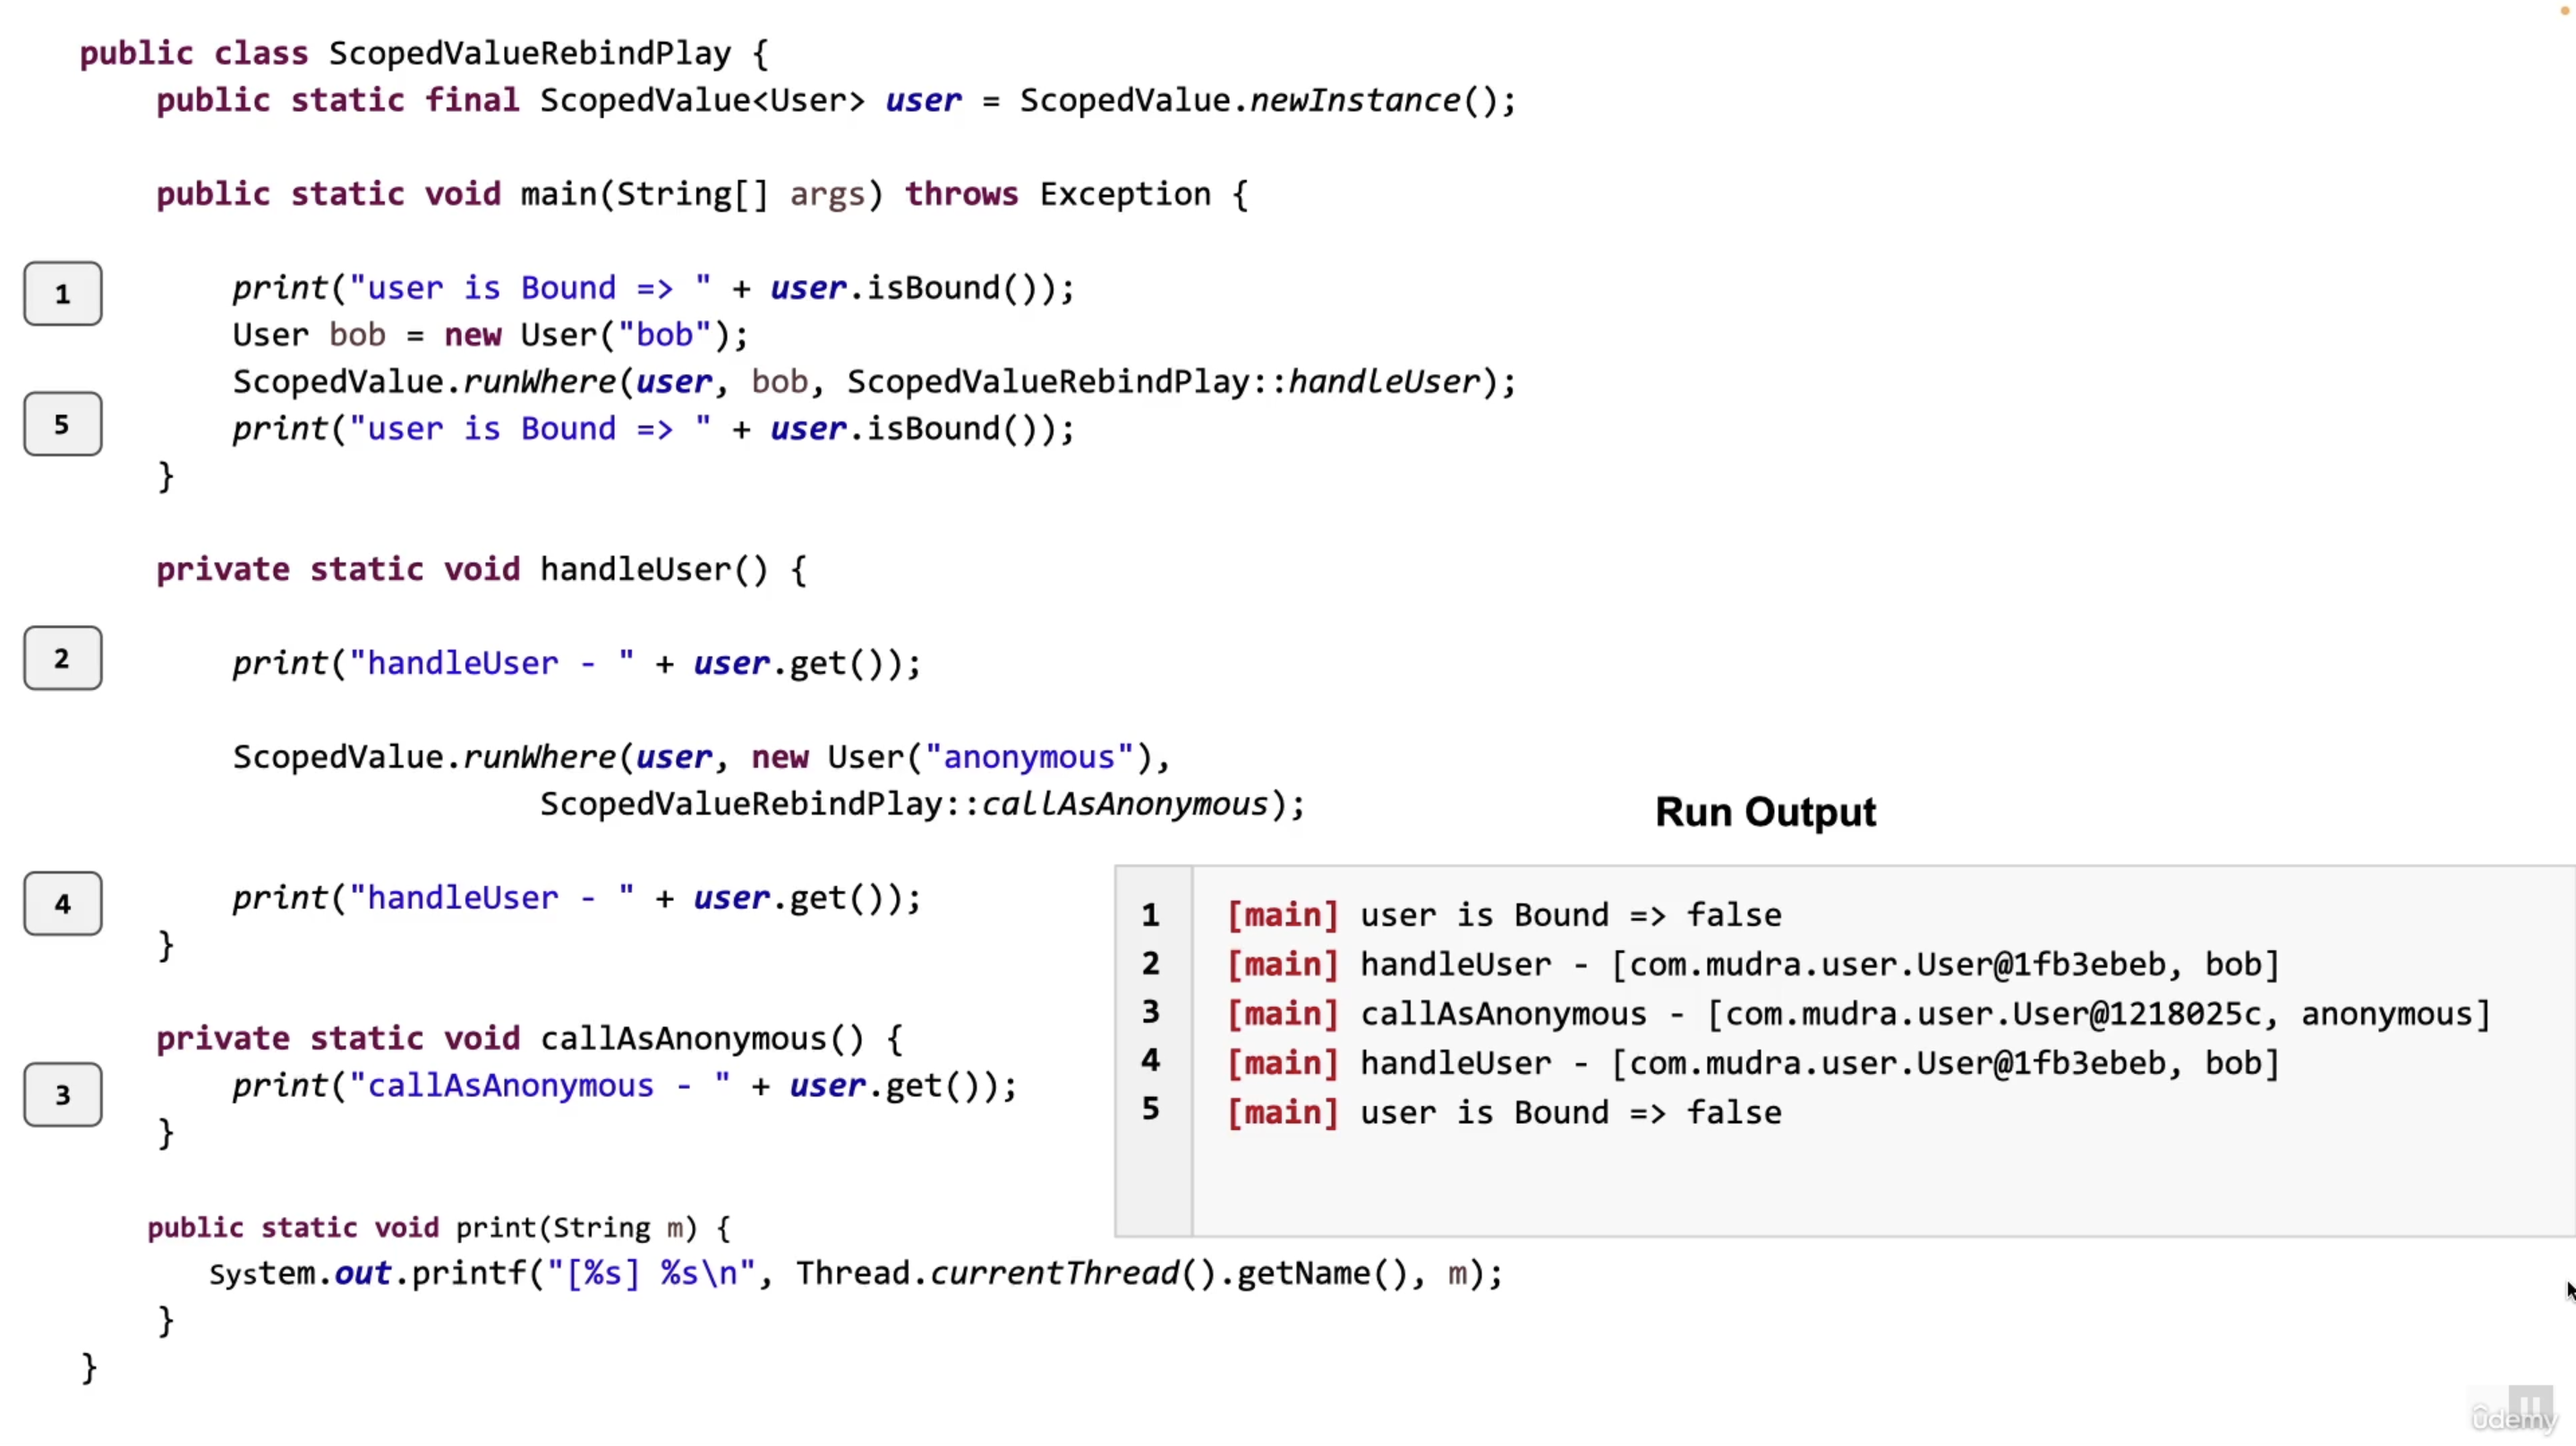 public class ScopedValueRebindPlay {
public static final ScopedValue<User> user = ScopedValue.newInstance();
public static void main(String[] args) throws Exception {
1 print("user is Bound => " + user.isBound());
User bob = new User("bob");
ScopedValue.runWhere(user, bob, ScopedValueRebindPlay::handleUser);
5 print("user is Bound => " + user.isBound());
}
private static void handleUser() {
2 print("handleUser - " + user.get());
ScopedValue.runWhere(user, new User("anonymous"),
ScopedValueRebindPlay::callAsAnonymous);
4 print("handleUser - " + user.get());
}
private static void callAsAnonymous() {
3 print("callAsAnonymous - " + user.get());
}
public static void print(String m) {
System.out.printf("[%s] %s\n", Thread.currentThread().getName(), m);
}
}
Run Output
1 [main] user is Bound => false
2 [main] handleUser - [com.mudra.user.User@1fb3ebeb, bob]
3 [main] callAsAnonymous - [com.mudra.user.User@1218025c, anonymous]
4 [main] handleUser - [com.mudra.user.User@1fb3ebeb, bob]
5 [main] user is Bound => false
ûdemy